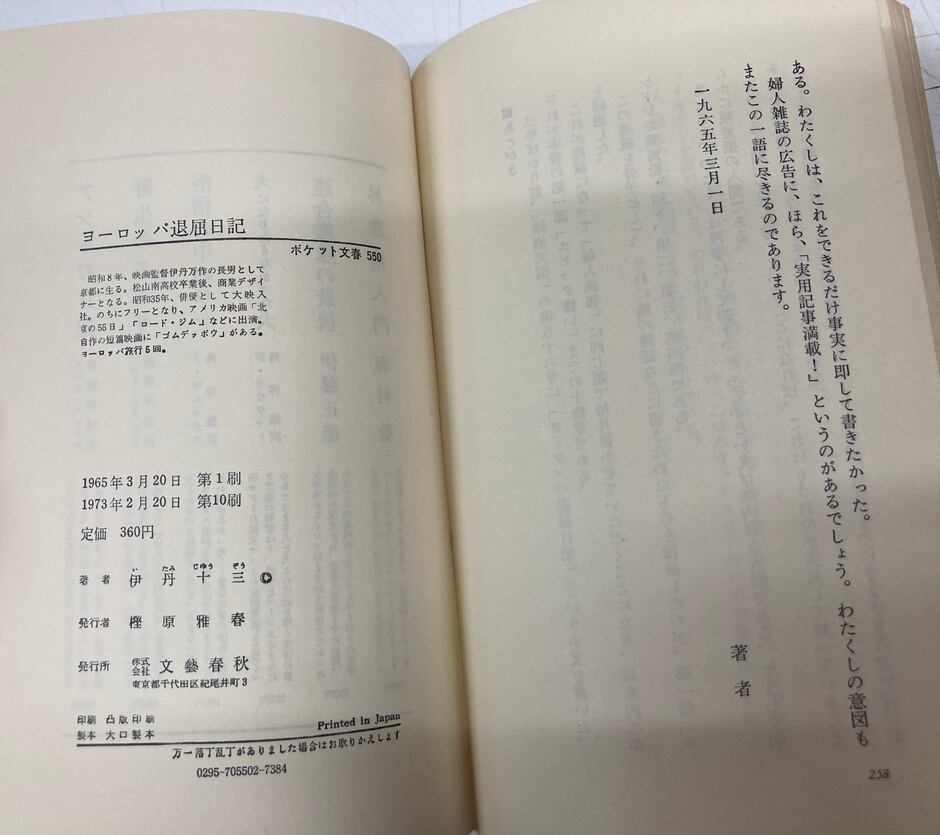 ある。わたくしは、これをできるだけ事実に即して書きたかった。
婦人雑誌の広告に、ほら、「実用記事満載！」というのがあるでしょう。わたくしの意図も
またこの一語に尽きるのであります。
一九六五年三月一日
著者
258
ヨーロッパ退屈日記
ポケット文春 550
昭和8年、映画監督伊丹万作の長男として
京都に生る。松山南高校卒業後、商業デザイ
ナーとなる。昭和35年、俳優として大映入
社。のちにフリーとなり、アメリカ映画「北
京の55日」「ロード・ジム」などに出演。
自作の短篇映画に「ゴムデッポウ」がある。
ヨーロッパ旅行5回。
1965年3月20日 第1刷
1973年2月20日 第10刷
定価 360円
い たみ じゅう ぞう
著者 伊丹十三 ©
発行者 樫原雅春
発行所 株式会社 文藝春秋
東京都千代田区紀尾井町3
印刷 凸版印刷
製本 大口製本
Printed in Japan
万一落丁乱丁がありました場合はお取りかえします
0295-705502-7384